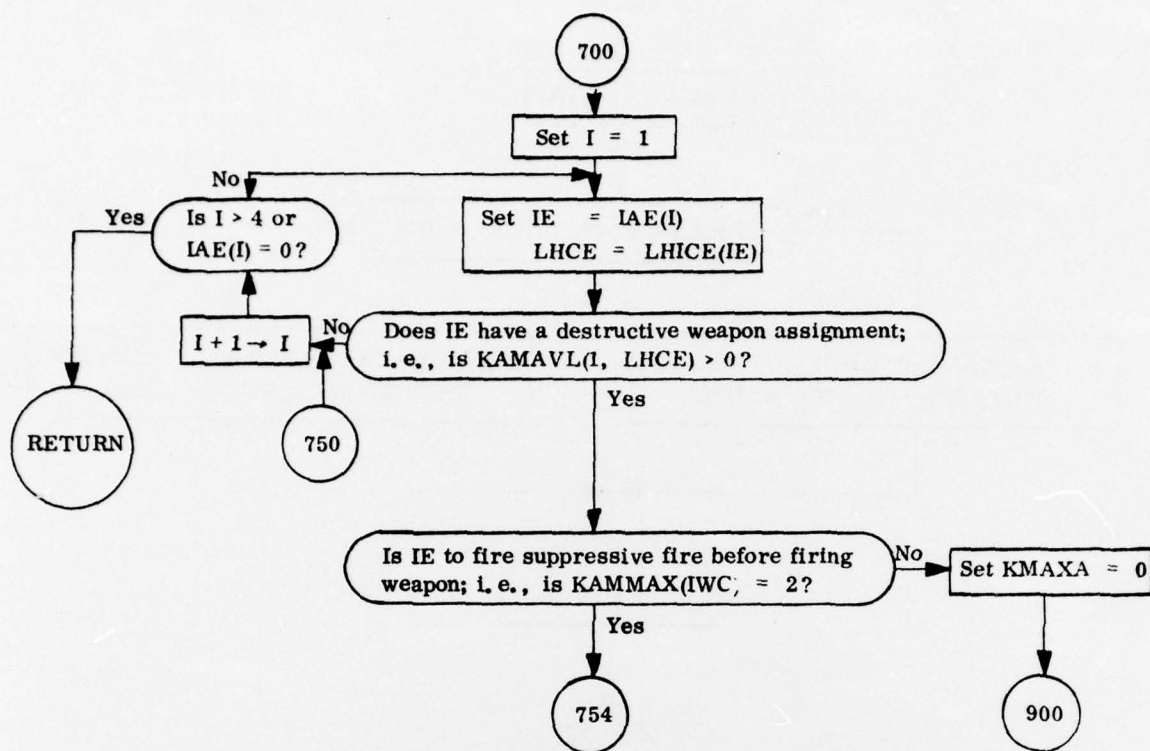 700
Set I = 1
No
Yes
Is I > 4 or
IAE(I) = 0?
Set IE = IAE(I)
LHCE = LHICE(IE)
I + 1 → I
No
Does IE have a destructive weapon assignment;
i.e., is KAMAVL(I, LHCE) > 0?
Yes
RETURN
750
Is IE to fire suppressive fire before firing
weapon; i.e., is KAMMAX(IWC) = 2?
No
Set KMAXA = 0
Yes
754
900